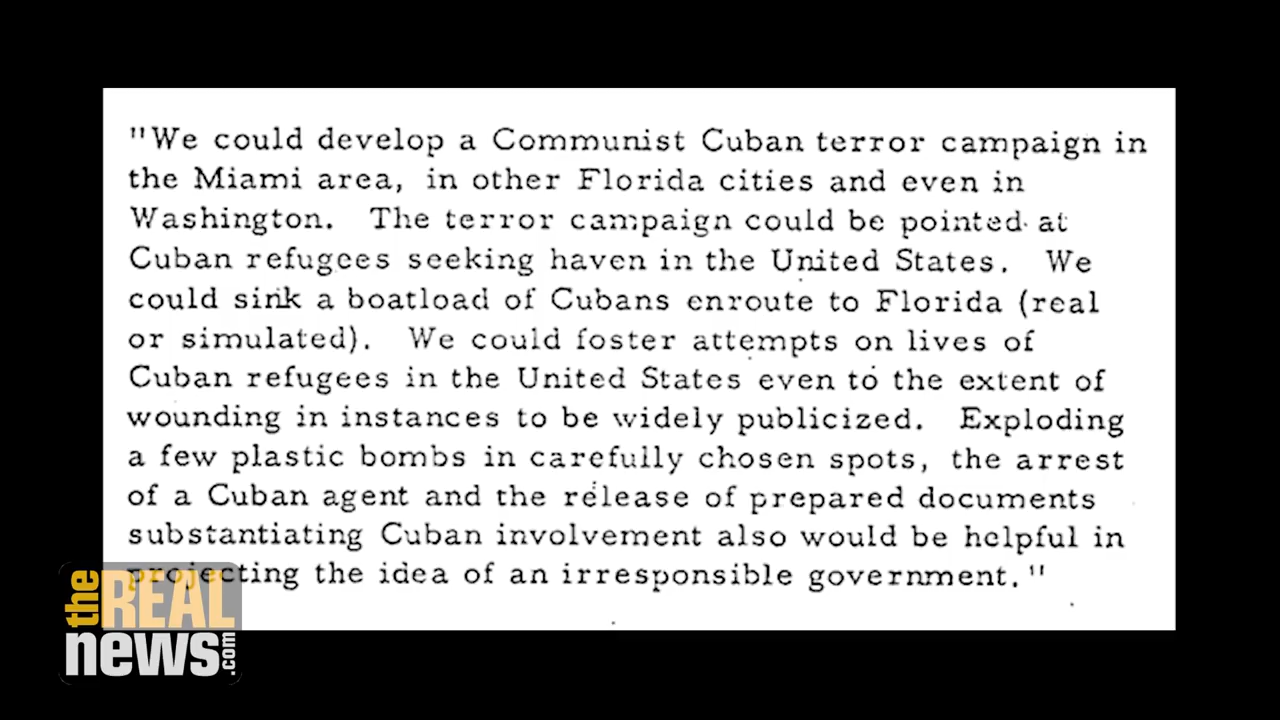 "We could develop a Communist Cuban terror campaign in
the Miami area, in other Florida cities and even in
Washington. The terror campaign could be pointed at
Cuban refugees seeking haven in the United States. We
could sink a boatload of Cubans enroute to Florida (real
or simulated). We could foster attempts on lives of
Cuban refugees in the United States even to the extent of
wounding in instances to be widely publicized. Exploding
a few plastic bombs in carefully chosen spots, the arrest
of a Cuban agent and the release of prepared documents
substantiating Cuban involvement also would be helpful in
projecting the idea of an irresponsible government."
the REAL
news.com